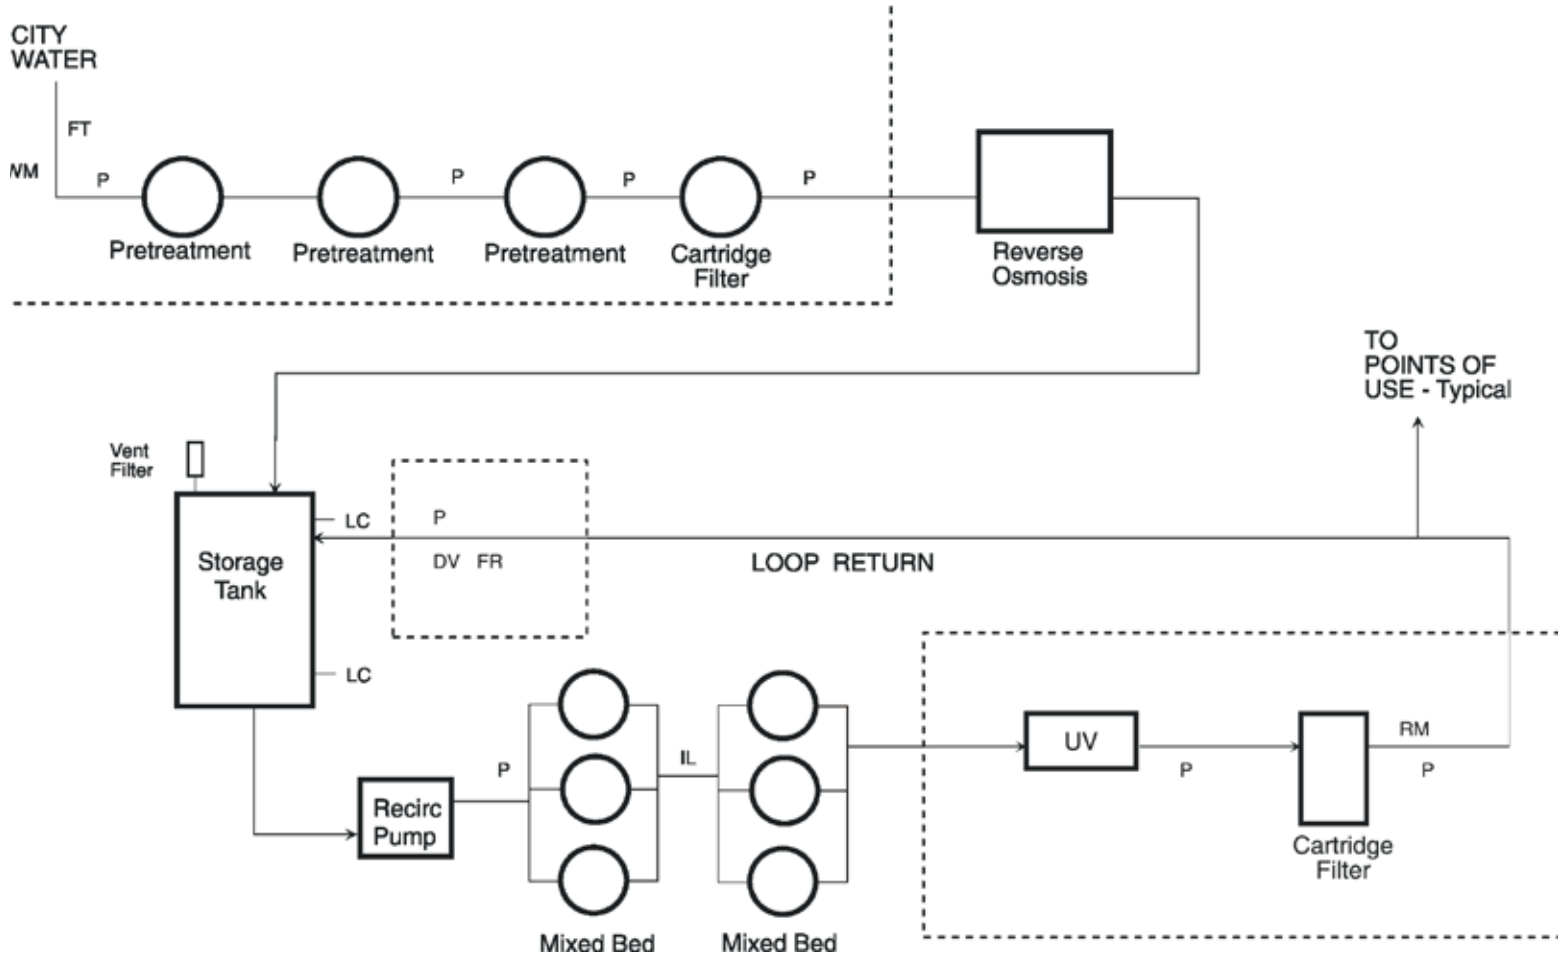 CITY
WATER
FT
WM
P
P
P
P
Pretreatment
Pretreatment
Pretreatment
Cartridge
Filter
Reverse
Osmosis
TO
POINTS OF
USE - Typical
Vent
Filter
LC
P
DV FR
LOOP RETURN
Storage
Tank
LC
Recirc
Pump
P
IL
UV
P
RM
P
Cartridge
Filter
Mixed Bed
Mixed Bed